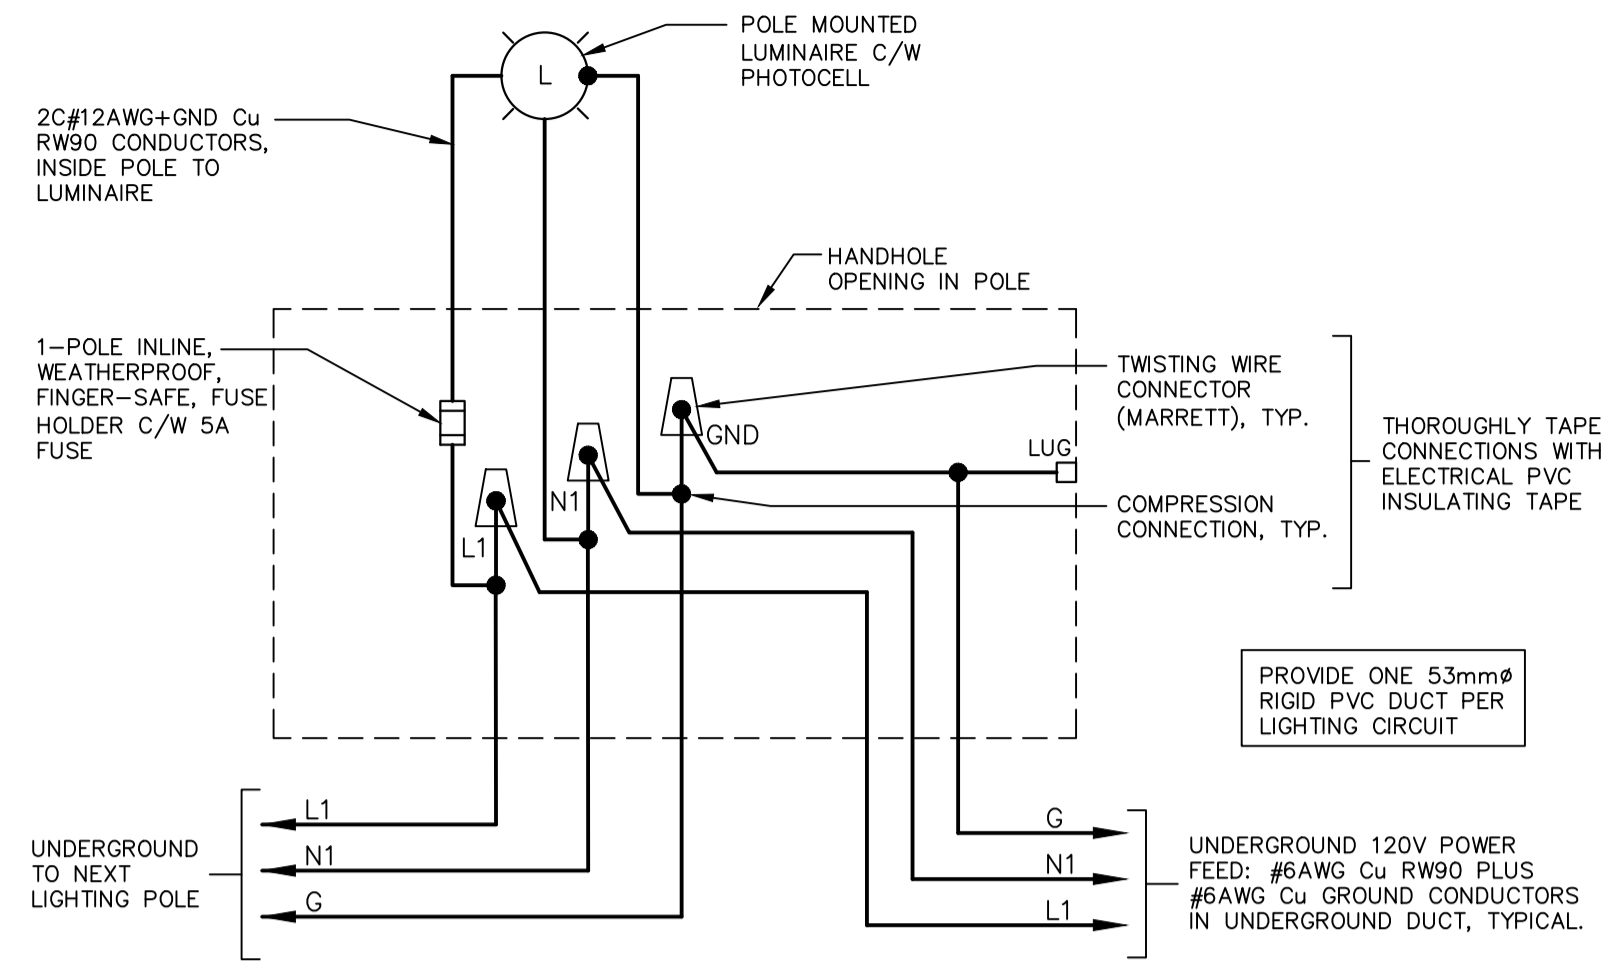 POLE MOUNTED
LUMINAIRE C/W
PHOTOCELL
L
2C#12AWG+GND Cu
RW90 CONDUCTORS,
INSIDE POLE TO
LUMINAIRE
HANDHOLE
OPENING IN POLE
1-POLE INLINE,
WEATHERPROOF,
FINGER-SAFE, FUSE
HOLDER C/W 5A
FUSE
TWISTING WIRE
CONNECTOR
(MARRETT), TYP.
GND
LUG
N1
L1
COMPRESSION
CONNECTION, TYP.
THOROUGHLY TAPE
CONNECTIONS WITH
ELECTRICAL PVC
INSULATING TAPE
PROVIDE ONE 53mmø
RIGID PVC DUCT PER
LIGHTING CIRCUIT
L1
N1
G
UNDERGROUND
TO NEXT
LIGHTING POLE
G
N1
L1
UNDERGROUND 120V POWER
FEED: #6AWG Cu RW90 PLUS
#6AWG Cu GROUND CONDUCTORS
IN UNDERGROUND DUCT, TYPICAL.